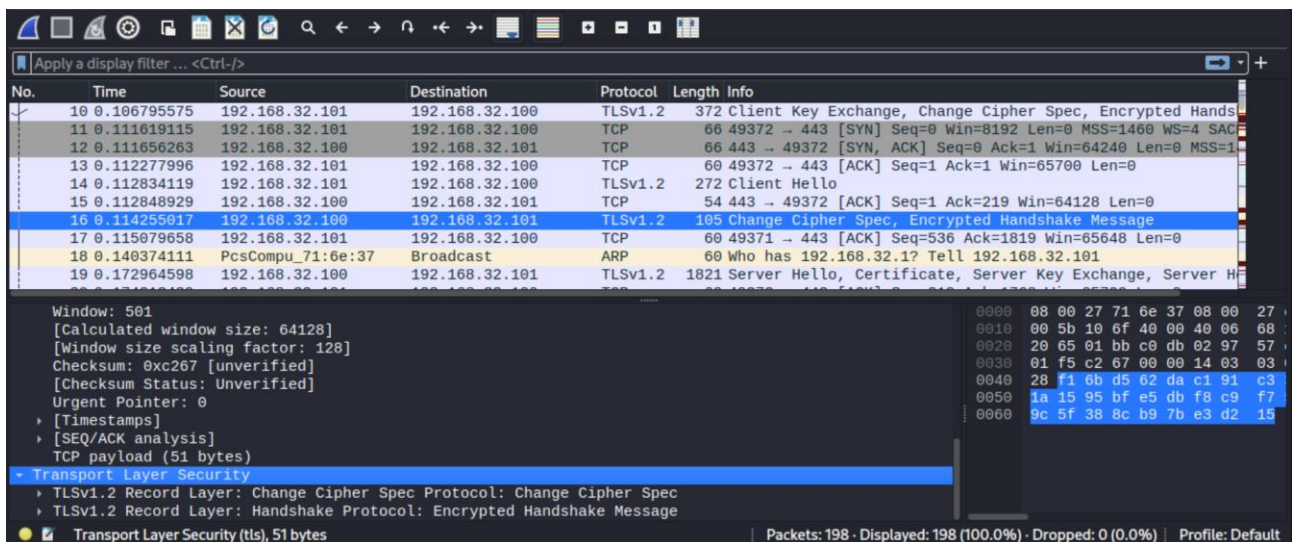 Apply a display filter ... <Ctrl-/>
No. Time Source Destination Protocol Length Info
10 0.106795575 192.168.32.101 192.168.32.100 TLSv1.2 372 Client Key Exchange, Change Cipher Spec, Encrypted Hands
11 0.111619115 192.168.32.101 192.168.32.100 TCP 66 49372 → 443 [SYN] Seq=0 Win=8192 Len=0 MSS=1460 WS=4 SAC
12 0.111656263 192.168.32.100 192.168.32.101 TCP 66 443 → 49372 [SYN, ACK] Seq=0 Ack=1 Win=64240 Len=0 MSS=1
13 0.112277996 192.168.32.101 192.168.32.100 TCP 60 49372 → 443 [ACK] Seq=1 Ack=1 Win=65700 Len=0
14 0.112834119 192.168.32.101 192.168.32.100 TLSv1.2 272 Client Hello
15 0.112848929 192.168.32.100 192.168.32.101 TCP 54 443 → 49372 [ACK] Seq=1 Ack=219 Win=64128 Len=0
16 0.114255017 192.168.32.100 192.168.32.101 TLSv1.2 105 Change Cipher Spec, Encrypted Handshake Message
17 0.115079658 192.168.32.101 192.168.32.100 TCP 60 49371 → 443 [ACK] Seq=536 Ack=1819 Win=65648 Len=0
18 0.140374111 PcsCompu_71:6e:37 Broadcast ARP 60 Who has 192.168.32.1? Tell 192.168.32.101
19 0.172964598 192.168.32.100 192.168.32.101 TLSv1.2 1821 Server Hello, Certificate, Server Key Exchange, Server He
Window: 501
[Calculated window size: 64128]
[Window size scaling factor: 128]
Checksum: 0xc267 [unverified]
[Checksum Status: Unverified]
Urgent Pointer: 0
[Timestamps]
[SEQ/ACK analysis]
TCP payload (51 bytes)
Transport Layer Security
TLSv1.2 Record Layer: Change Cipher Spec Protocol: Change Cipher Spec
TLSv1.2 Record Layer: Handshake Protocol: Encrypted Handshake Message
0000 08 00 27 71 6e 37 08 00 27
0010 00 5b 10 6f 40 00 40 06 68
0020 20 65 01 bb c0 db 02 97 57
0030 01 f5 c2 67 00 00 14 03 03
0040 28 f1 6b d5 62 da c1 91 c3
0050 1a 15 95 bf e5 db f8 c9 f7
0060 9c 5f 38 8c b9 7b e3 d2 15
Transport Layer Security (tls), 51 bytes Packets: 198 · Displayed: 198 (100.0%) · Dropped: 0 (0.0%) Profile: Default